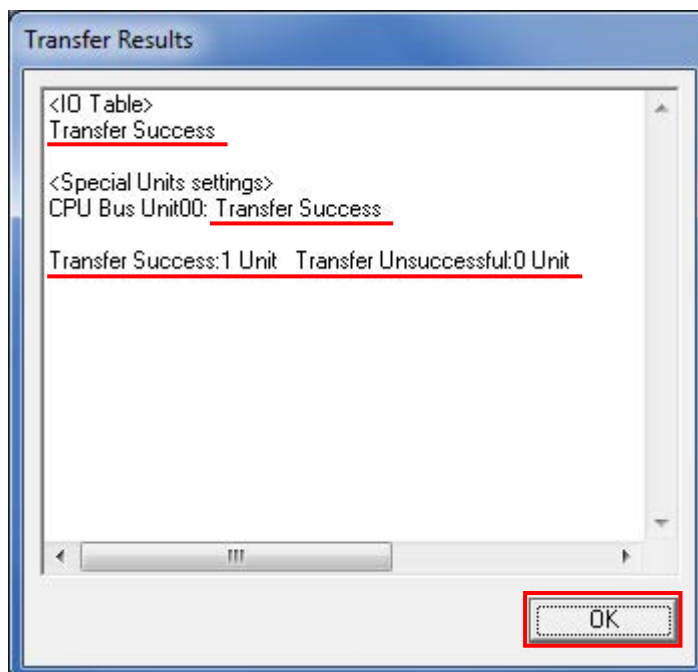 Transfer Results
<IO Table>
Transfer Success
<Special Units settings>
CPU Bus Unit00: Transfer Success
Transfer Success:1 Unit   Transfer Unsuccessful:0 Unit
OK